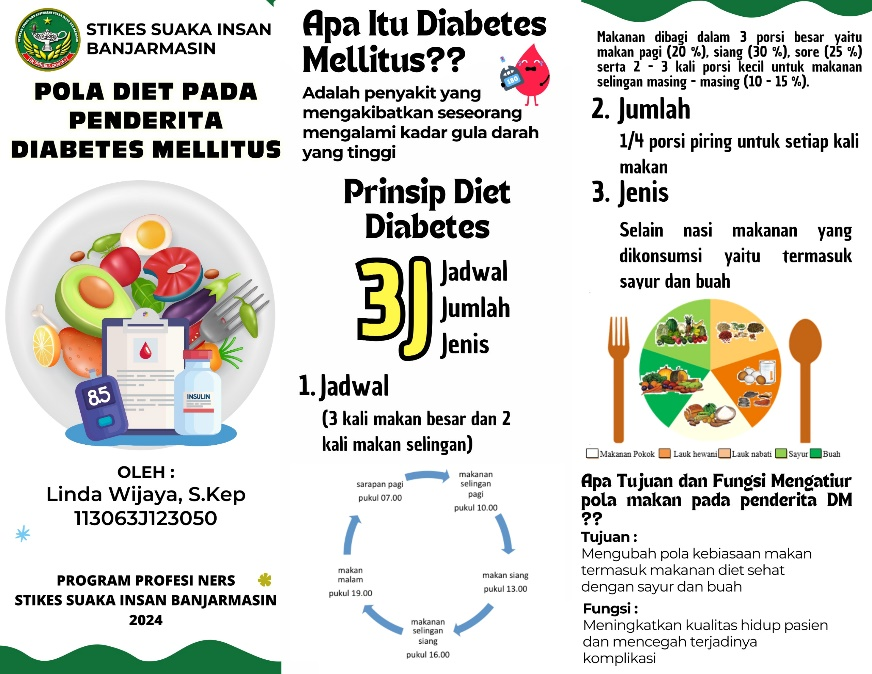 STIKES SUAKA INSAN
BANJARMASIN
POLA DIET PADA
PENDERITA
DIABETES MELLITUS
8.5
INSULIN
OLEH :
Linda Wijaya, S.Kep
113063J123050
PROGRAM PROFESI NERS
STIKES SUAKA INSAN BANJARMASIN
2024
Apa Itu Diabetes
Mellitus??
Adalah penyakit yang
mengakibatkan seseorang
mengalami kadar gula darah
yang tinggi
Prinsip Diet
Diabetes
3J
Jadwal
Jumlah
Jenis
1. Jadwal
(3 kali makan besar dan 2
kali makan selingan)
sarapan pagi
pukul 07.00
makanan
selingan
pagi
pukul 10.00
makan siang
pukul 13.00
makanan
selingan
siang
pukul 16.00
makan
malam
pukul 19.00
Makanan dibagi dalam 3 porsi besar yaitu
makan pagi (20 %), siang (30 %), sore (25 %)
serta 2 - 3 kali porsi kecil untuk makanan
selingan masing - masing (10 - 15 %).
2. Jumlah
1/4 porsi piring untuk setiap kali
makan
3. Jenis
Selain nasi makanan yang
dikonsumsi yaitu termasuk
sayur dan buah
Makanan Pokok
Lauk hewani
Lauk nabati
Sayur
Buah
Apa Tujuan dan Fungsi Mengatiur
pola makan pada penderita DM
??
Tujuan :
Mengubah pola kebiasaan makan
termasuk makanan diet sehat
dengan sayur dan buah
Fungsi :
Meningkatkan kualitas hidup pasien
dan mencegah terjadinya
komplikasi